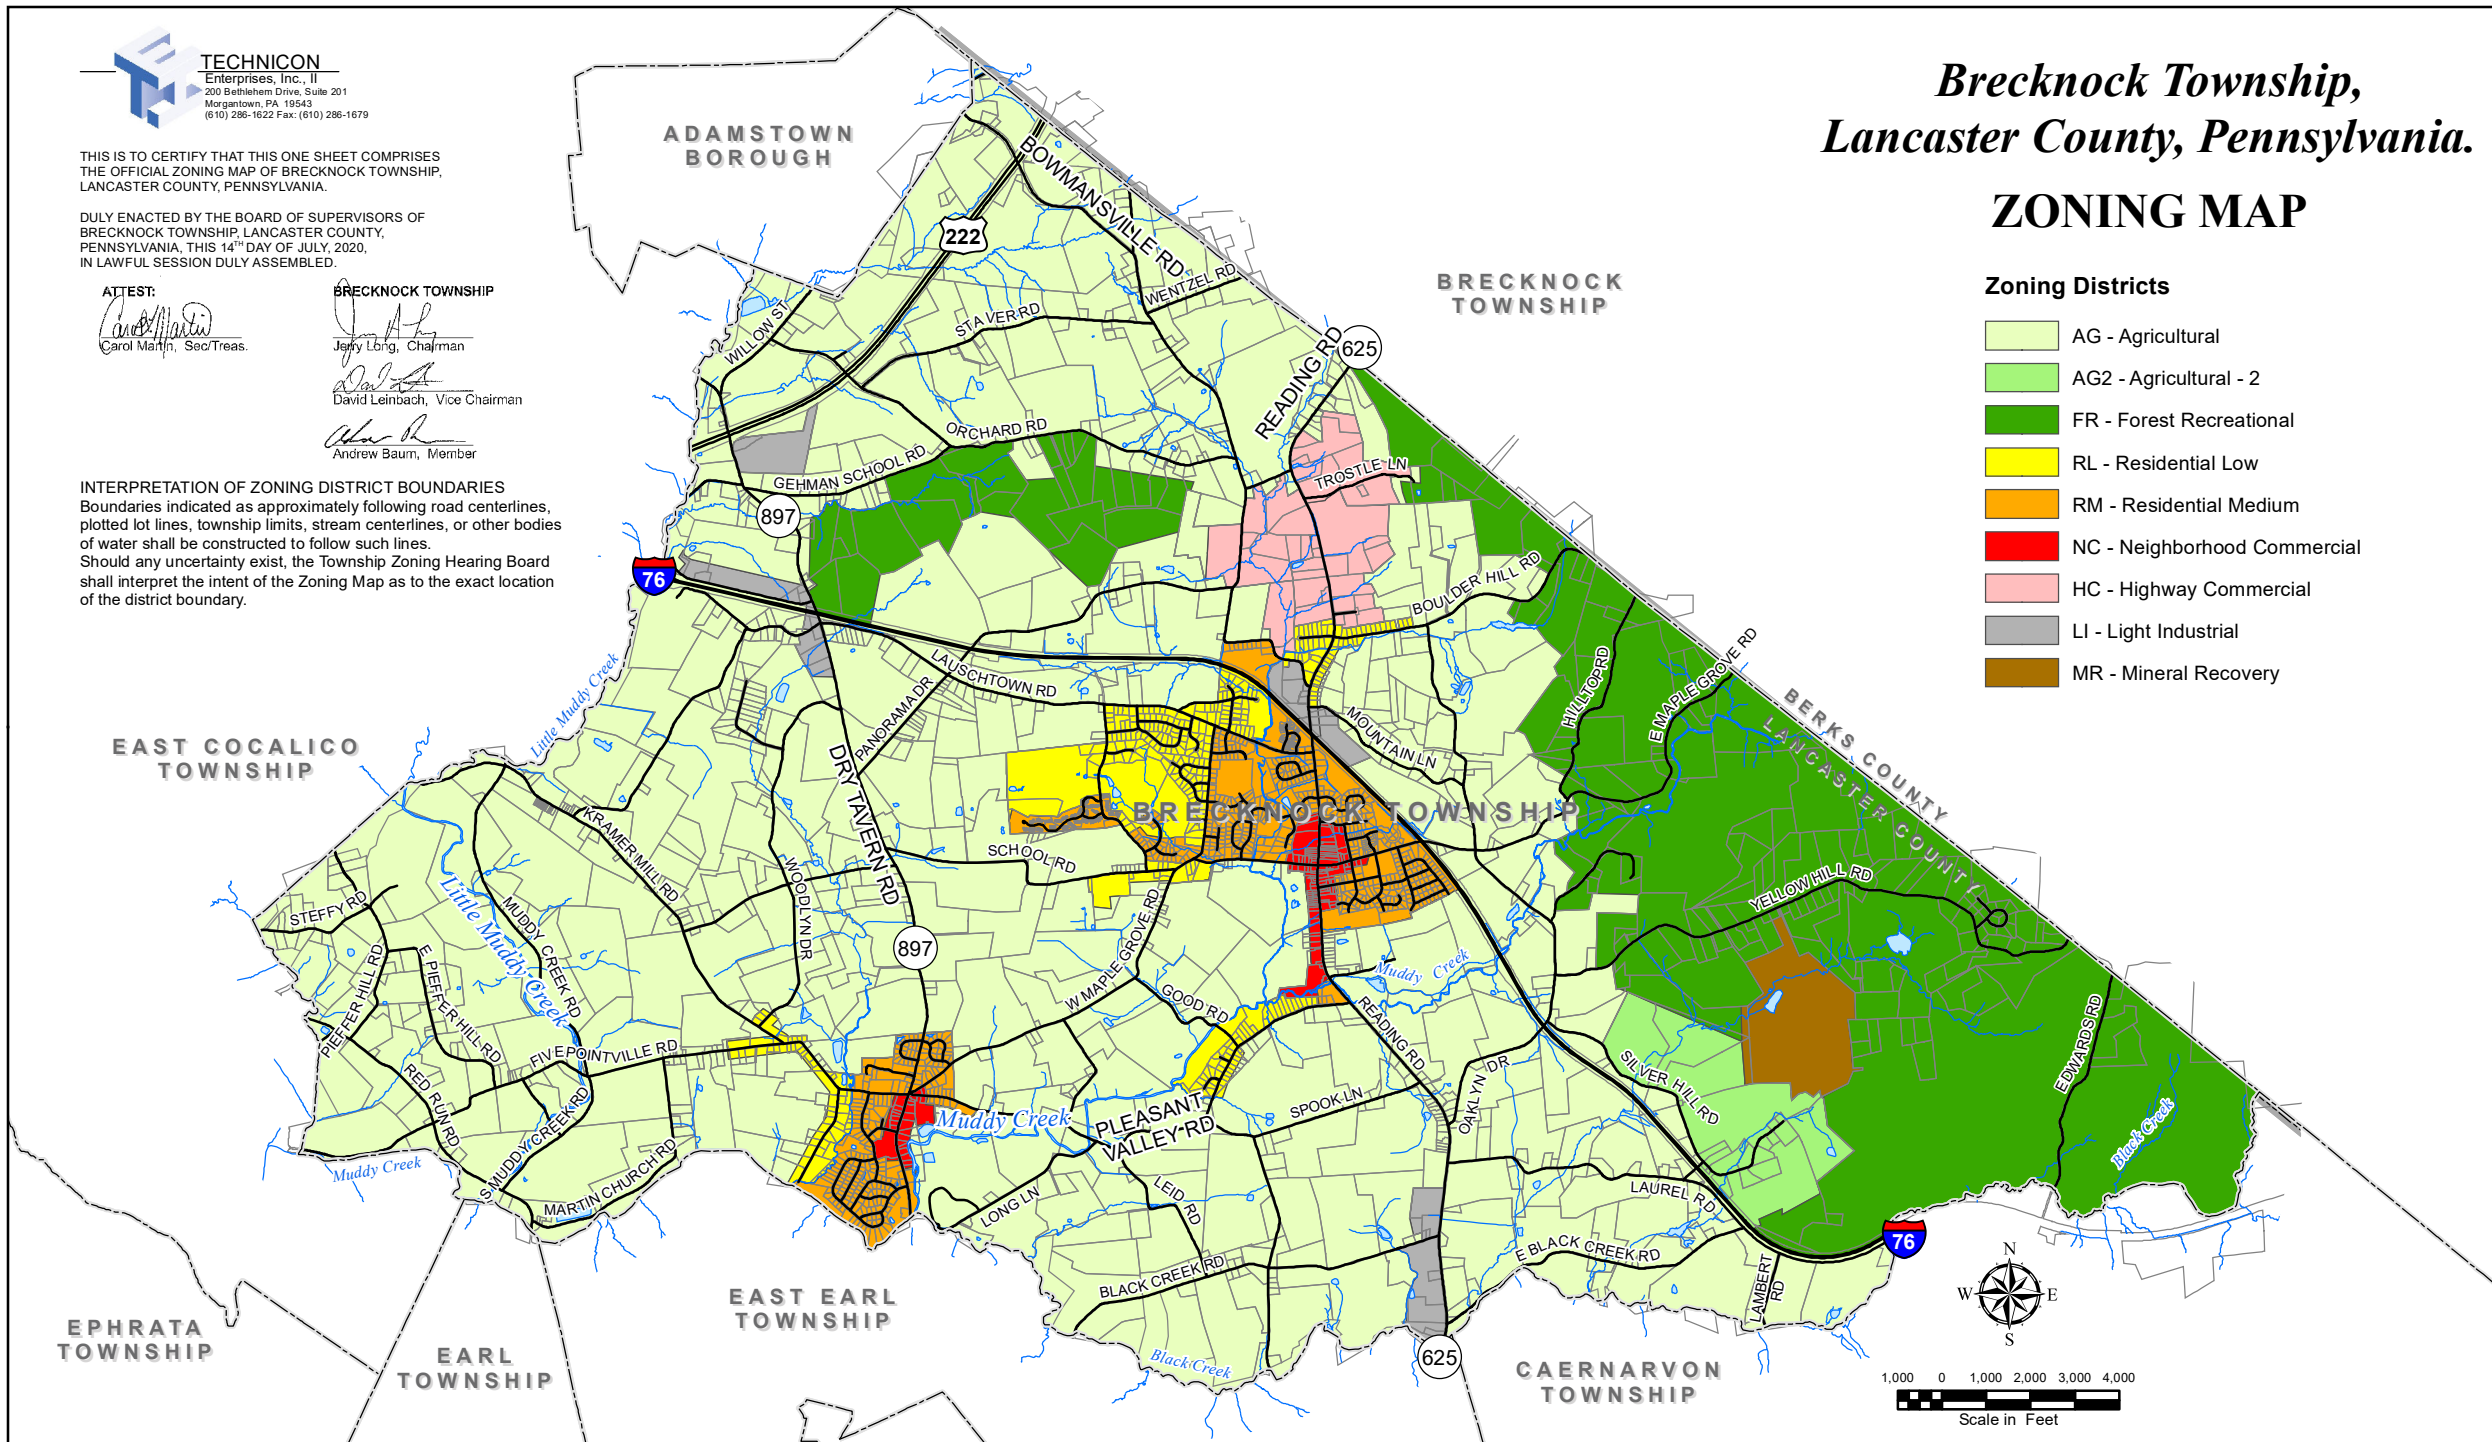 TECHNICON
Enterprises, Inc., II
200 Bethlehem Drive, Suite 201
Morgantown, PA 19543
(610) 286-1622 Fax: (610) 286-1679
THIS IS TO CERTIFY THAT THIS ONE SHEET COMPRISES
THE OFFICIAL ZONING MAP OF BRECKNOCK TOWNSHIP,
LANCASTER COUNTY, PENNSYLVANIA.
DULY ENACTED BY THE BOARD OF SUPERVISORS OF
BRECKNOCK TOWNSHIP, LANCASTER COUNTY,
PENNSYLVANIA, THIS 14TH DAY OF JULY, 2020,
IN LAWFUL SESSION DULY ASSEMBLED.
ATTEST:
Carol Martin
Carol Martin, Sec/Treas.
BRECKNOCK TOWNSHIP
Jerry Long, Chairman
David Leinbach, Vice Chairman
Andrew Baum, Member
INTERPRETATION OF ZONING DISTRICT BOUNDARIES
Boundaries indicated as approximately following road centerlines,
plotted lot lines, township limits, stream centerlines, or other bodies
of water shall be constructed to follow such lines.
Should any uncertainty exist, the Township Zoning Hearing Board
shall interpret the intent of the Zoning Map as to the exact location
of the district boundary.
Brecknock Township,
Lancaster County, Pennsylvania.
ZONING MAP
Zoning Districts
AG - Agricultural
AG2 - Agricultural - 2
FR - Forest Recreational
RL - Residential Low
RM - Residential Medium
NC - Neighborhood Commercial
HC - Highway Commercial
LI - Light Industrial
MR - Mineral Recovery
ADAMSTOWN
BOROUGH
BRECKNOCK
TOWNSHIP
BOWMANSVILLE RD
222
WENTZEL RD
STAVER RD
WILLOW ST
READING RD
625
ORCHARD RD
GEHMAN SCHOOL RD
TROSTLE LN
897
76
BOULDER HILL RD
Little Muddy Creek
LAUSCHTOWN RD
PANORAMA DR
HILLTOP RD
E MAPLE GROVE RD
BERKS COUNTY
LANCASTER COUNTY
MOUNTAIN LN
EAST COCALICO
TOWNSHIP
DRY TAVERN RD
BRECKNOCK TOWNSHIP
KRAMER MILL RD
SCHOOL RD
WOODLYN DR
YELLOW HILL RD
STEFFY RD
Little Muddy Creek
MUDDY CREEK RD
PIEFFER HILL RD
E PIEFFER HILL RD
897
W MAPLE GROVE RD
GOOD RD
Muddy Creek
READING RD
FIVEPOINTVILLE RD
RED RUN RD
EDWARDS RD
SILVER HILL RD
OAKLYN DR
SPOOK LN
Muddy Creek
PLEASANT
VALLEY RD
S MUDDY CREEK RD
Muddy Creek
MARTIN CHURCH RD
LONG LN
LEID RD
LAUREL RD
Black Creek
E BLACK CREEK RD
BLACK CREEK RD
76
LAMBERT
RD
EAST EARL
TOWNSHIP
EPHRATA
TOWNSHIP
EARL
TOWNSHIP
Black Creek
625
CAERNARVON
TOWNSHIP
N
W
E
S
1,000 0 1,000 2,000 3,000 4,000
Scale in Feet